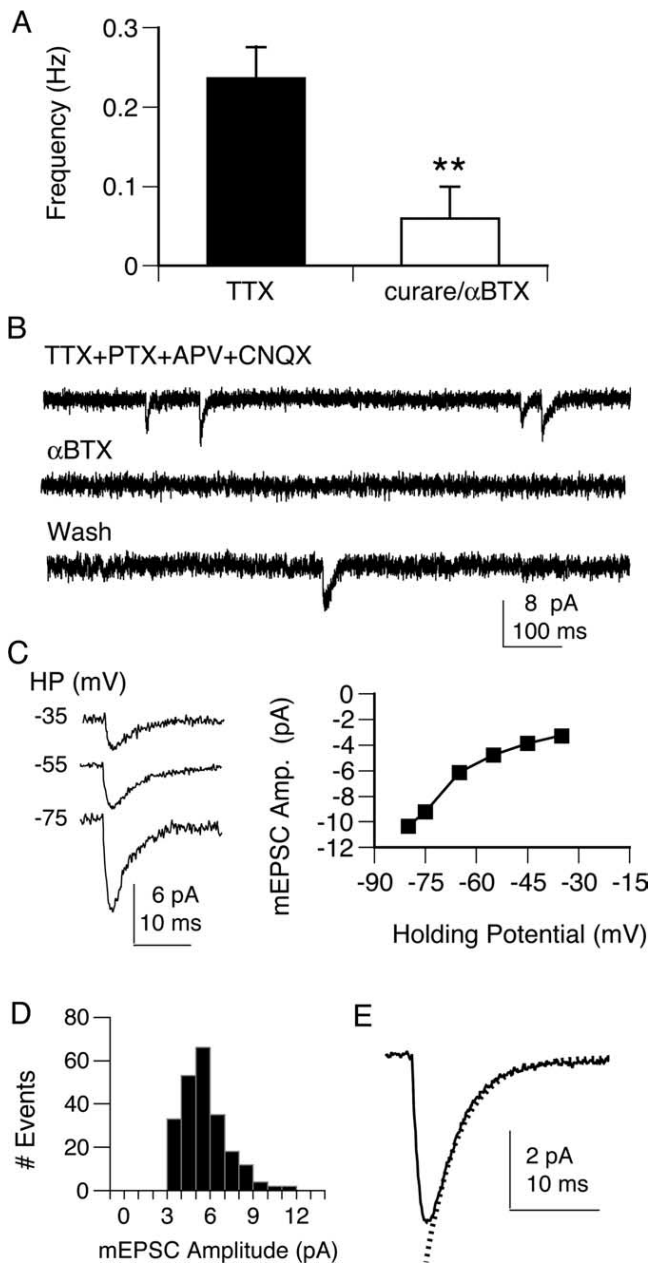 A
Frequency (Hz)
0.3
0.2
0.1
0
**
TTX
curare/αBTX
B
TTX+PTX+APV+CNQX
αBTX
Wash
8 pA
100 ms
C
HP (mV)
-35
-55
-75
6 pA
10 ms
mEPSC Amp. (pA)
0
-2
-4
-6
-8
-10
-12
-90 -75 -60 -45 -30 -15
Holding Potential (mV)
D
# Events
80
60
40
20
0
0 3 6 9 12
mEPSC Amplitude (pA)
E
2 pA
10 ms